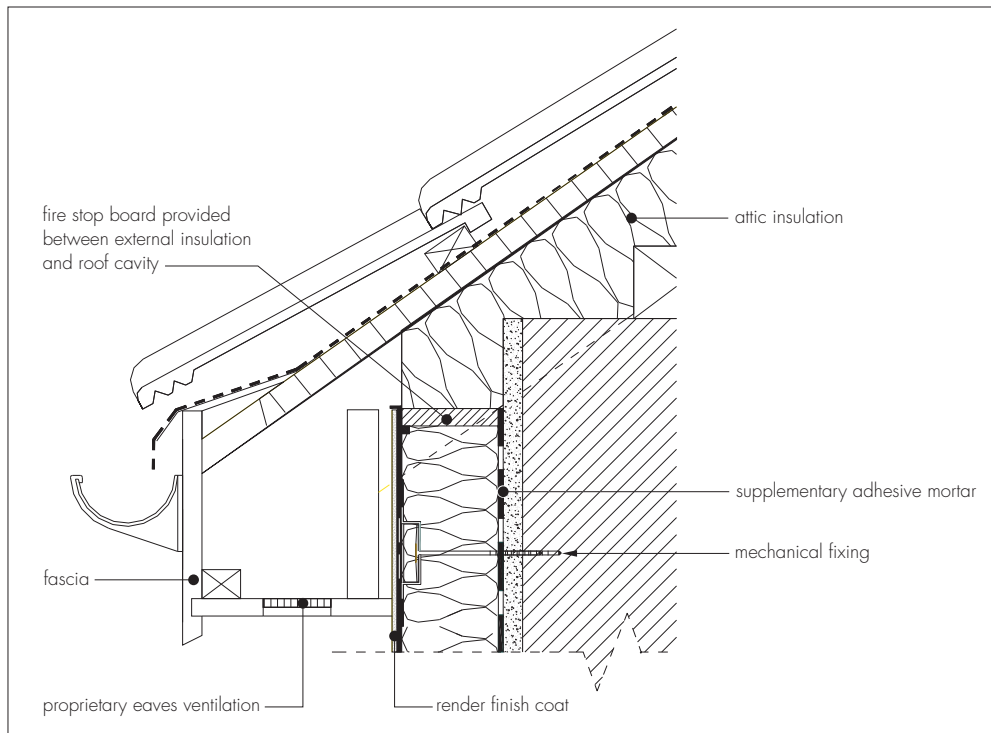 fire stop board provided
between external insulation
and roof cavity
attic insulation
supplementary adhesive mortar
mechanical fixing
fascia
proprietary eaves ventilation
render finish coat